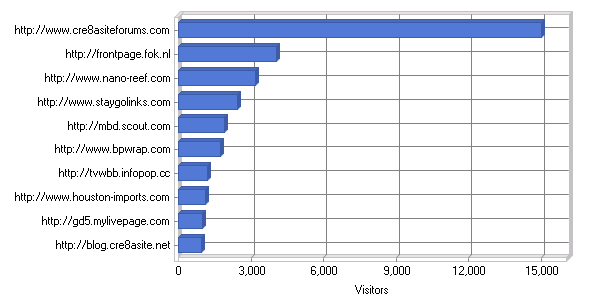 http://www.cre8asiteforums.com
http://frontpage.fok.nl
http://www.nano-reef.com
http://www.staygolinks.com
http://mbd.scout.com
http://www.bpwrap.com
http://tvwbb.infopop.cc
http://www.houston-imports.com
http://gd5.mylivepage.com
http://blog.cre8asite.net
0 3,000 6,000 9,000 12,000 15,000
Visitors